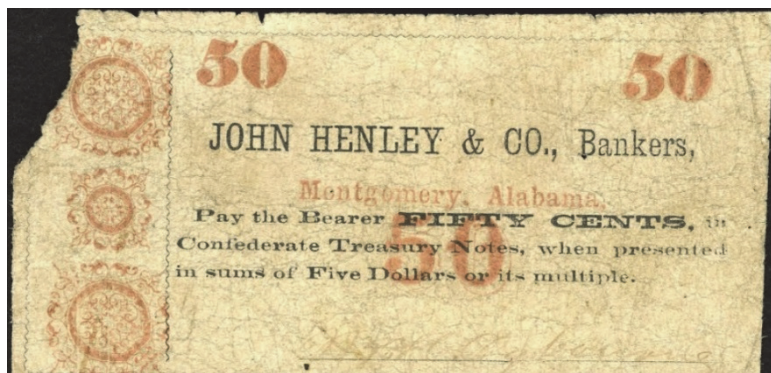 50 50
JOHN HENLEY & CO., Bankers,
Montgomery, Alabama.
Pay the Bearer FIFTY CENTS, in
50
Confederate Treasury Notes, when presented
in sums of Five Dollars or its multiple.